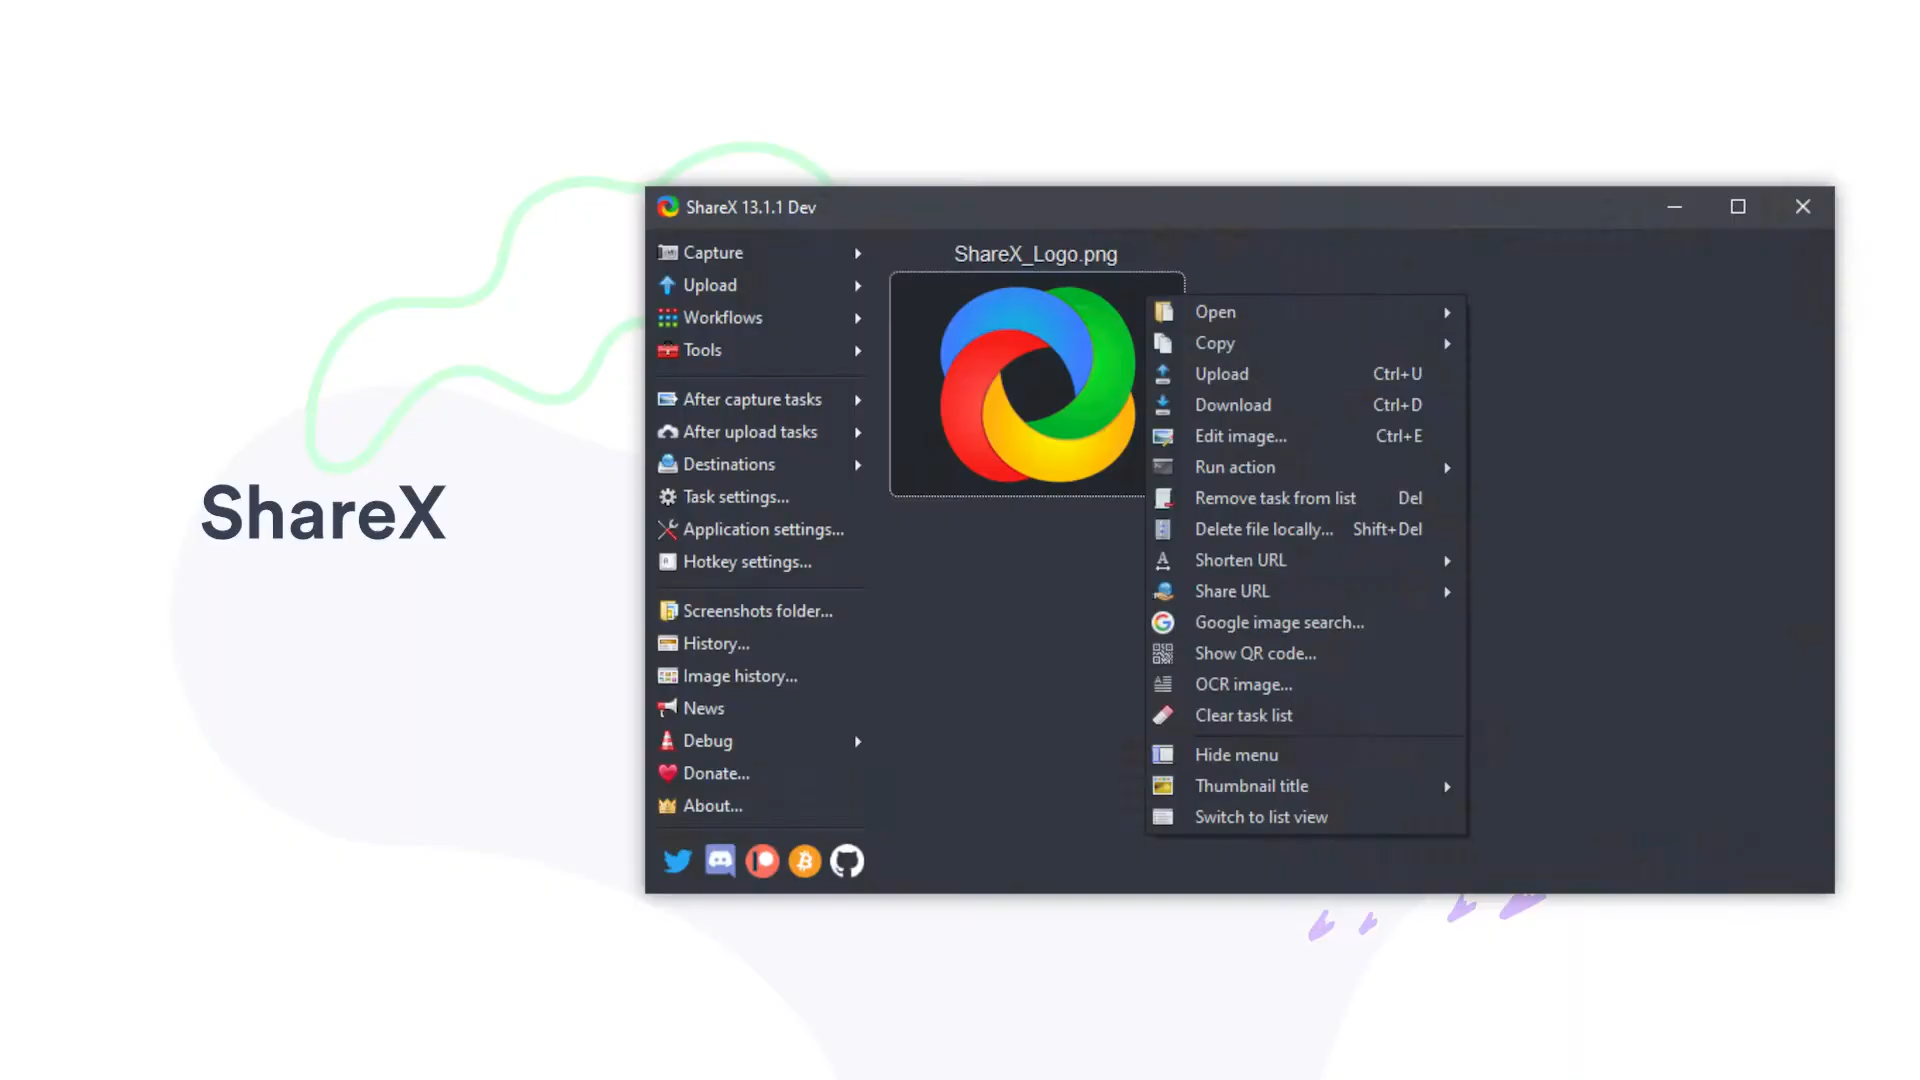 ShareX
ShareX 13.1.1 Dev
Capture
Upload
Workflows
Tools
After capture tasks
After upload tasks
Destinations
Task settings...
Application settings...
Hotkey settings...
Screenshots folder...
History...
Image history...
News
Debug
Donate...
About...
ShareX_Logo.png
Open
Copy
Upload Ctrl+U
Download Ctrl+D
Edit image... Ctrl+E
Run action
Remove task from list Del
Delete file locally... Shift+Del
Shorten URL
Share URL
Google image search...
Show QR code...
OCR image...
Clear task list
Hide menu
Thumbnail title
Switch to list view